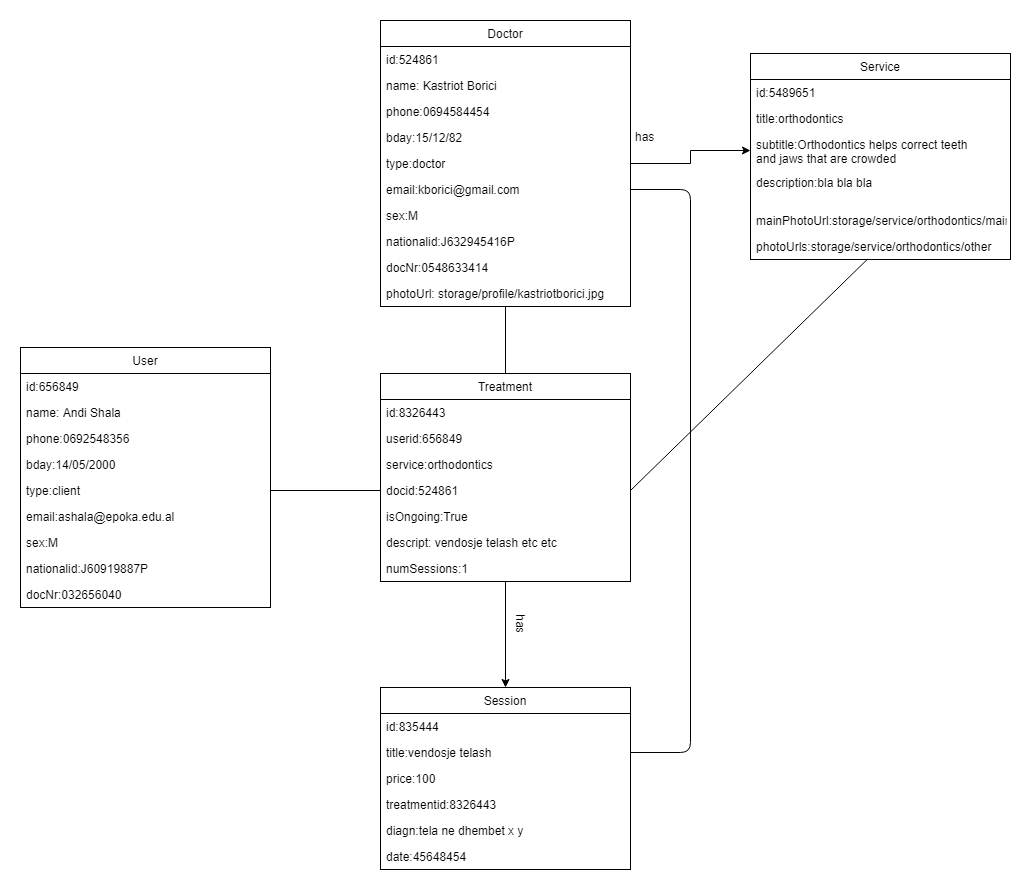 Doctor
id:524861
name: Kastriot Borici
phone:0694584454
bday:15/12/82
type:doctor
email:kborici@gmail.com
sex:M
nationalid:J632945416P
docNr:0548633414
photoUrl: storage/profile/kastriotborici.jpg
has
Service
id:5489651
title:orthodontics
subtitle:Orthodontics helps correct teeth
and jaws that are crowded
description:bla bla bla
mainPhotoUrl:storage/service/orthodontics/mai
photoUrls:storage/service/orthodontics/other
User
id:656849
name: Andi Shala
phone:0692548356
bday:14/05/2000
type:client
email:ashala@epoka.edu.al
sex:M
nationalid:J60919887P
docNr:032656040
Treatment
id:8326443
userid:656849
service:orthodontics
docid:524861
isOngoing:True
descript: vendosje telash etc etc
numSessions:1
has
Session
id:835444
title:vendosje telash
price:100
treatmentid:8326443
diagn:tela ne dhembet x y
date:45648454